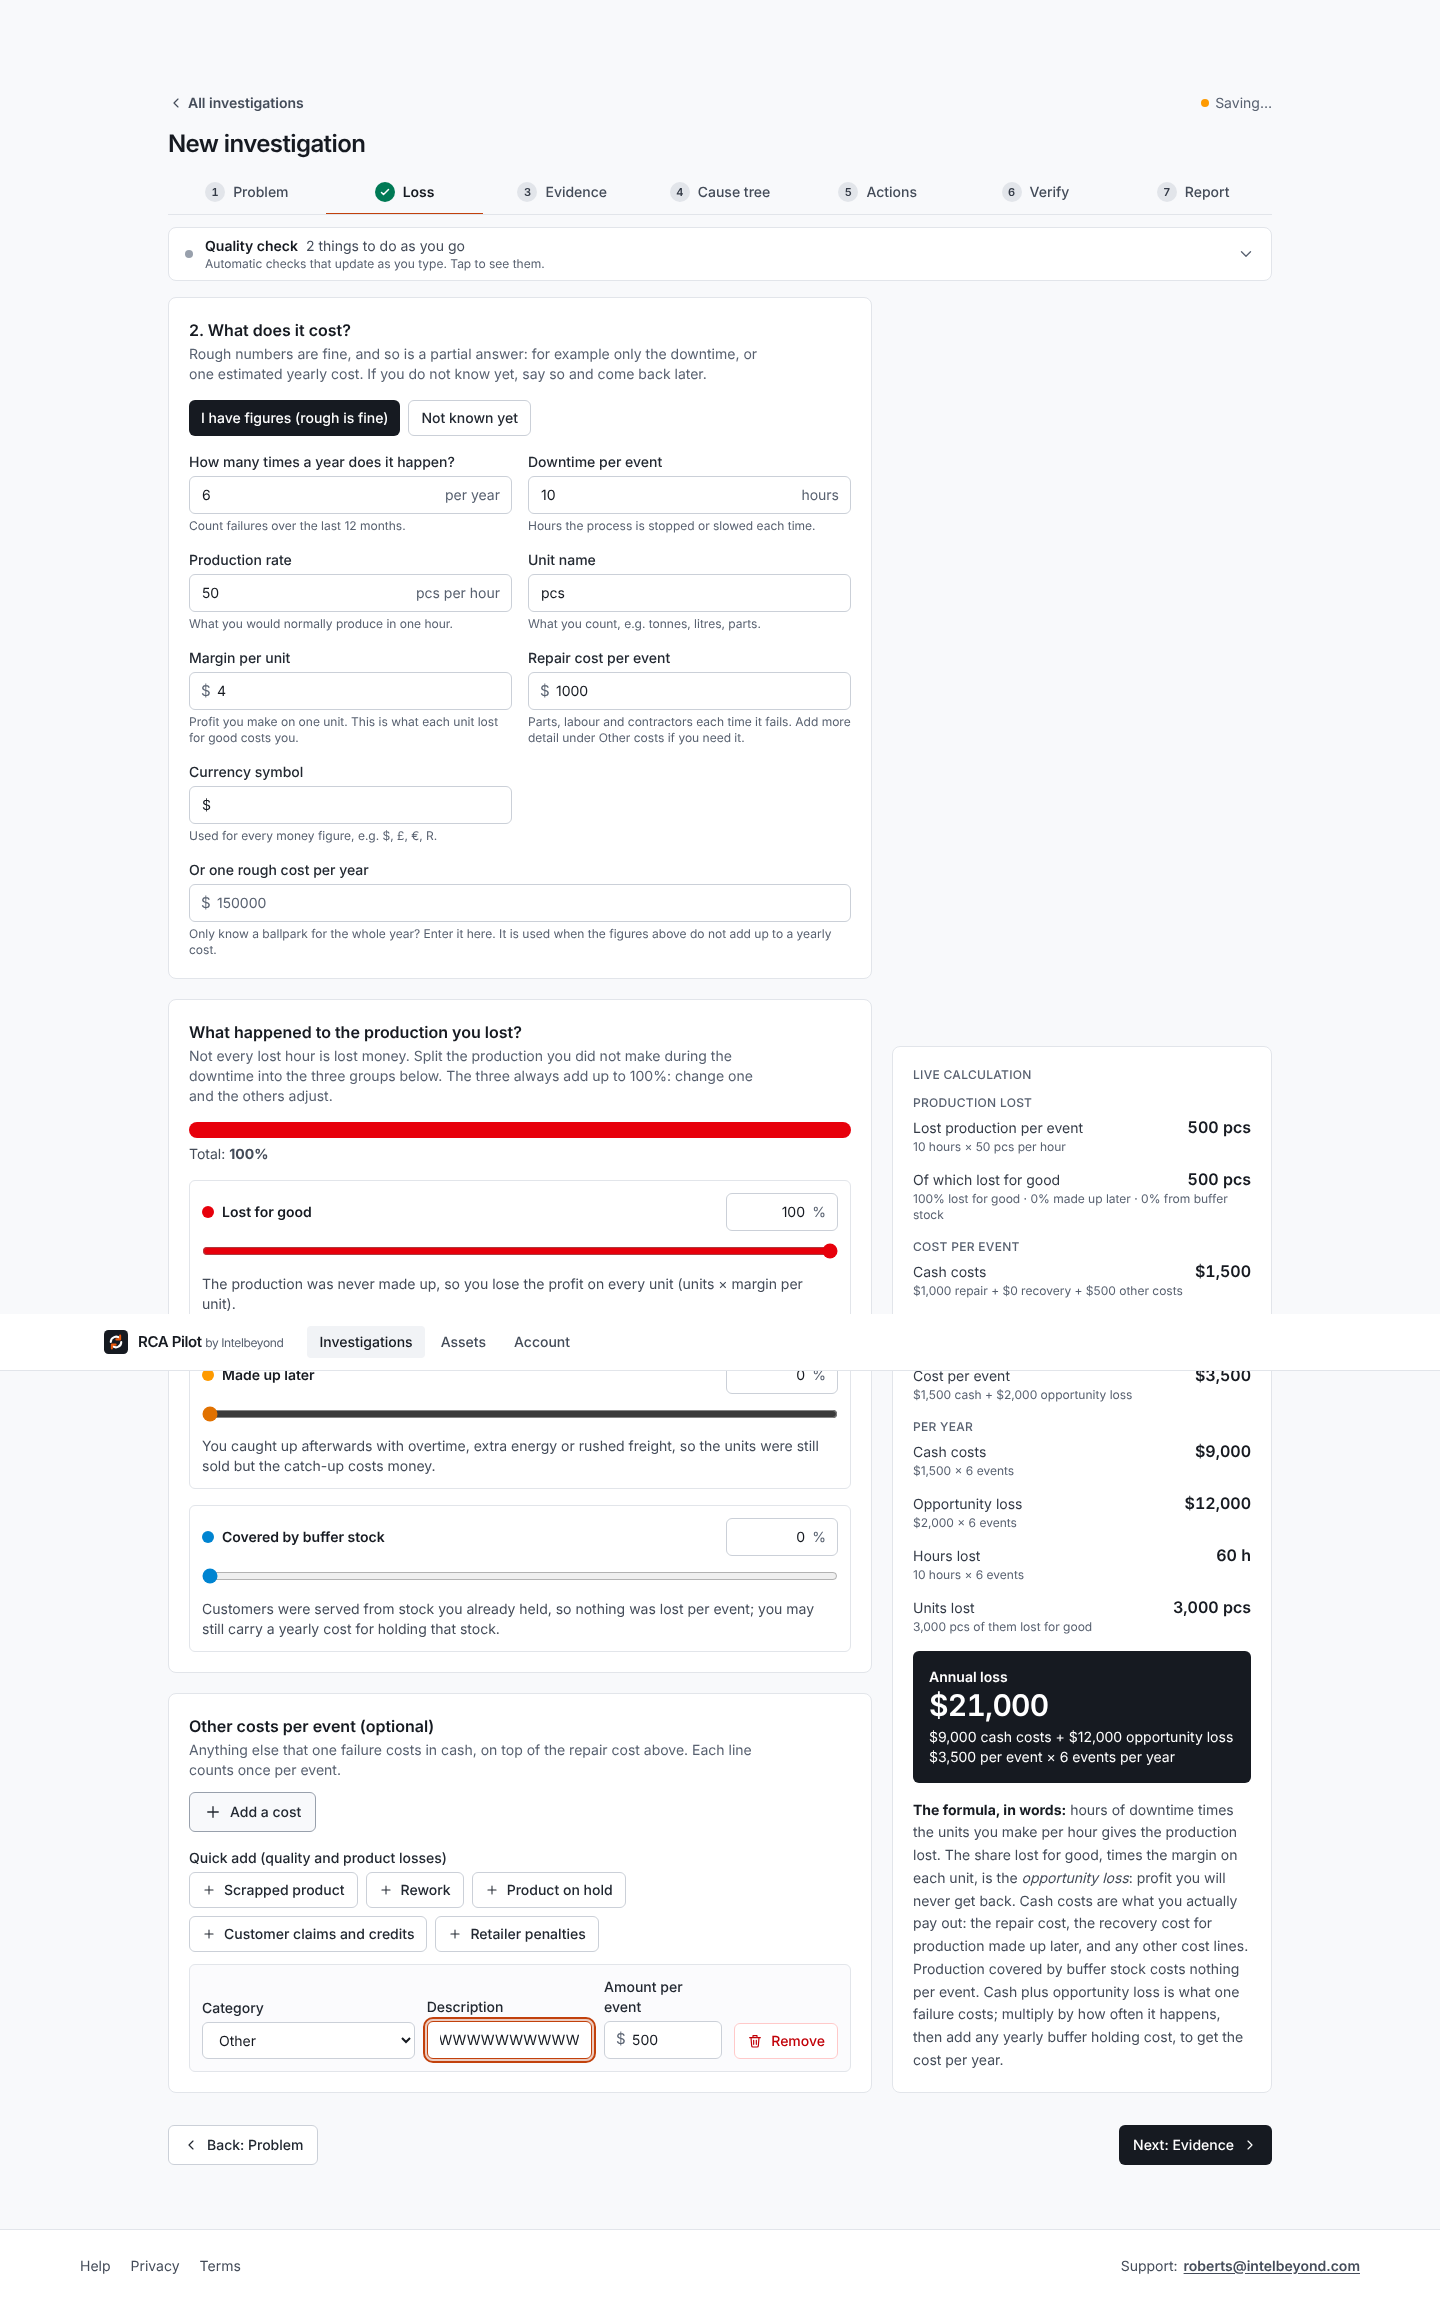 All investigations
Saving...
New investigation
1 Problem
Loss
3 Evidence
4 Cause tree
5 Actions
6 Verify
7 Report
Quality check 2 things to do as you go
Automatic checks that update as you type. Tap to see them.
2. What does it cost?
Rough numbers are fine, and so is a partial answer: for example only the downtime, or
one estimated yearly cost. If you do not know yet, say so and come back later.
I have figures (rough is fine)
Not known yet
How many times a year does it happen?
6 per year
Count failures over the last 12 months.
Downtime per event
10 hours
Hours the process is stopped or slowed each time.
Production rate
50 pcs per hour
What you would normally produce in one hour.
Unit name
pcs
What you count, e.g. tonnes, litres, parts.
Margin per unit
$ 4
Profit you make on one unit. This is what each unit lost
for good costs you.
Repair cost per event
$ 1000
Parts, labour and contractors each time it fails. Add more
detail under Other costs if you need it.
Currency symbol
$
Used for every money figure, e.g. $, £, €, R.
Or one rough cost per year
$ 150000
Only know a ballpark for the whole year? Enter it here. It is used when the figures above do not add up to a yearly
cost.
What happened to the production you lost?
Not every lost hour is lost money. Split the production you did not make during the
downtime into the three groups below. The three always add up to 100%: change one
and the others adjust.
Total: 100%
Lost for good
100 %
The production was never made up, so you lose the profit on every unit (units × margin per
unit).
RCA Pilot by Intelbeyond
Investigations
Assets
Account
Made up later
0 %
You caught up afterwards with overtime, extra energy or rushed freight, so the units were still
sold but the catch-up costs money.
Covered by buffer stock
0 %
Customers were served from stock you already held, so nothing was lost per event; you may
still carry a yearly cost for holding that stock.
Other costs per event (optional)
Anything else that one failure costs in cash, on top of the repair cost above. Each line
counts once per event.
Add a cost
Quick add (quality and product losses)
Scrapped product
Rework
Product on hold
Customer claims and credits
Retailer penalties
Category
Other
Description
WWWWWWWWWW
Amount per
event
$ 500
Remove
LIVE CALCULATION
PRODUCTION LOST
Lost production per event 500 pcs
10 hours × 50 pcs per hour
Of which lost for good 500 pcs
100% lost for good · 0% made up later · 0% from buffer
stock
COST PER EVENT
Cash costs $1,500
$1,000 repair + $0 recovery + $500 other costs
Cost per event $3,500
$1,500 cash + $2,000 opportunity loss
PER YEAR
Cash costs $9,000
$1,500 × 6 events
Opportunity loss $12,000
$2,000 × 6 events
Hours lost 60 h
10 hours × 6 events
Units lost 3,000 pcs
3,000 pcs of them lost for good
Annual loss
$21,000
$9,000 cash costs + $12,000 opportunity loss
$3,500 per event × 6 events per year
The formula, in words: hours of downtime times
the units you make per hour gives the production
lost. The share lost for good, times the margin on
each unit, is the opportunity loss: profit you will
never get back. Cash costs are what you actually
pay out: the repair cost, the recovery cost for
production made up later, and any other cost lines.
Production covered by buffer stock costs nothing
per event. Cash plus opportunity loss is what one
failure costs; multiply by how often it happens,
then add any yearly buffer holding cost, to get the
cost per year.
Back: Problem
Next: Evidence
Help
Privacy
Terms
Support: roberts@intelbeyond.com